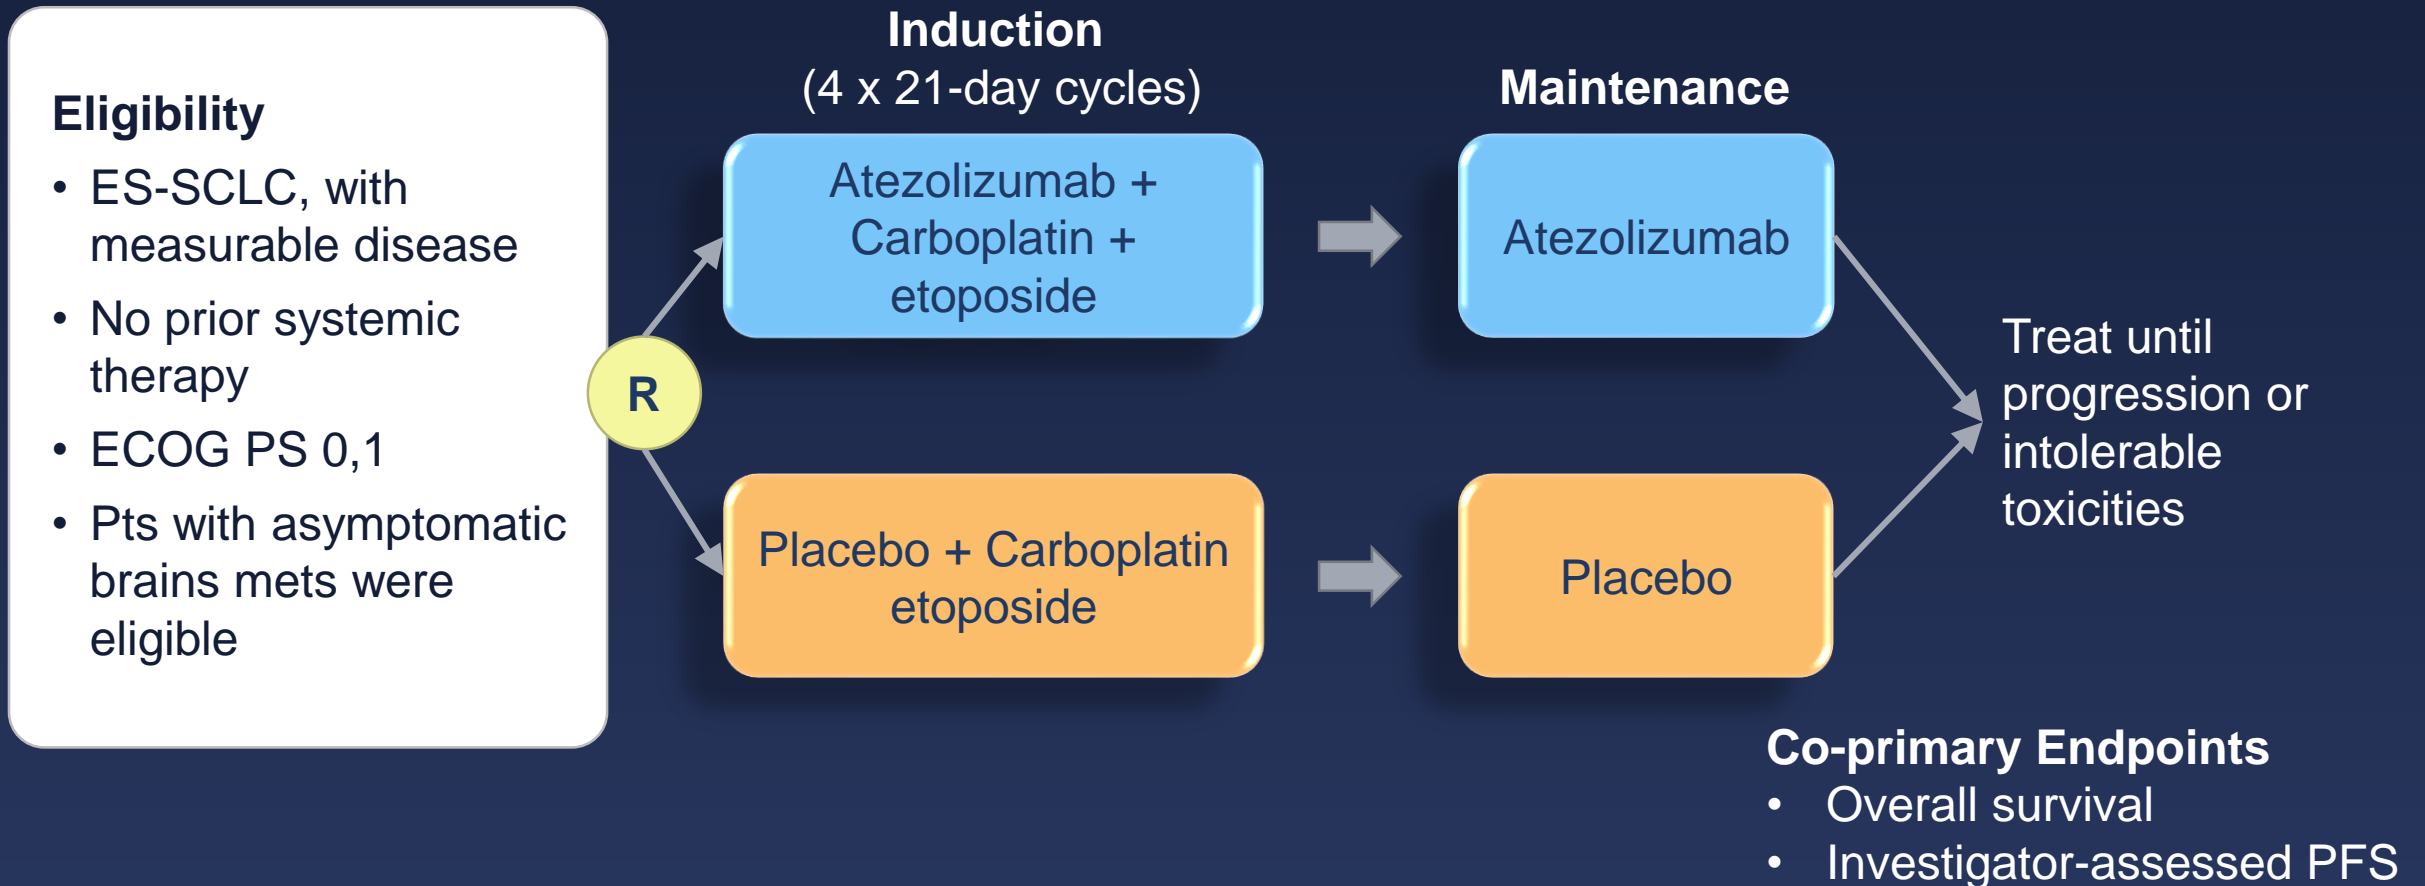 Eligibility
• ES-SCLC, with
measurable disease
• No prior systemic
therapy
• ECOG PS 0,1
• Pts with asymptomatic
brains mets were
eligible
R
Induction
(4 x 21-day cycles)
Atezolizumab +
Carboplatin +
etoposide
Placebo + Carboplatin
etoposide
Maintenance
Atezolizumab
Placebo
Treat until
progression or
intolerable
toxicities
Co-primary Endpoints
• Overall survival
• Investigator-assessed PFS